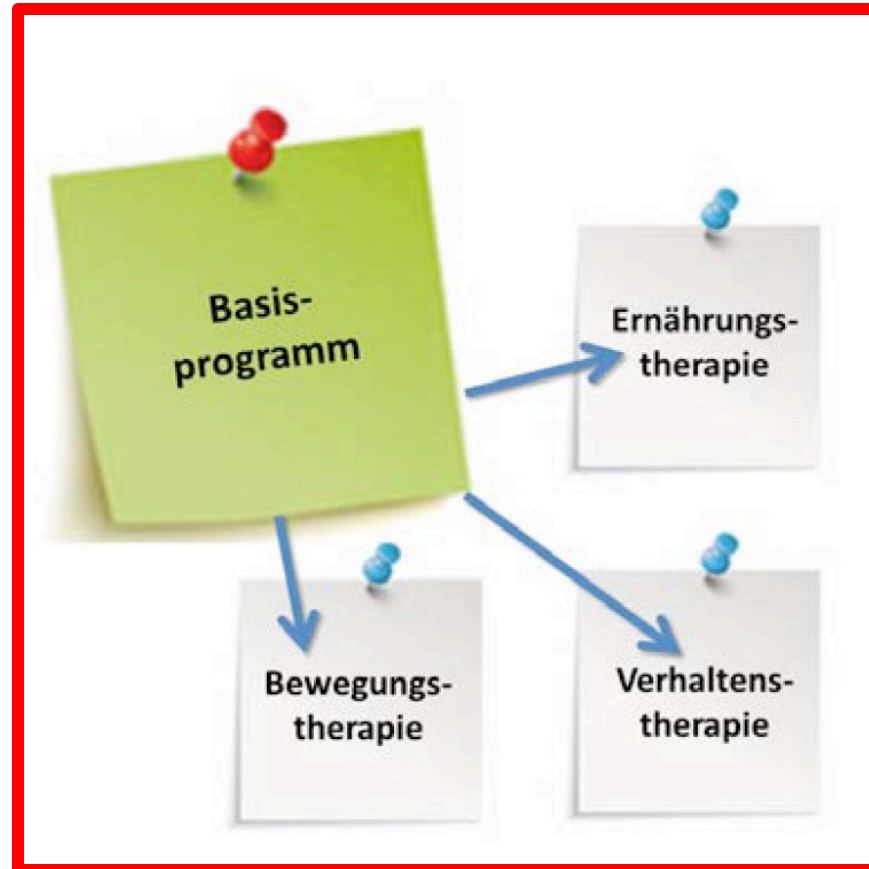 Basis-
programm
Ernährungs-
therapie
Bewegungs-
therapie
Verhaltens-
therapie